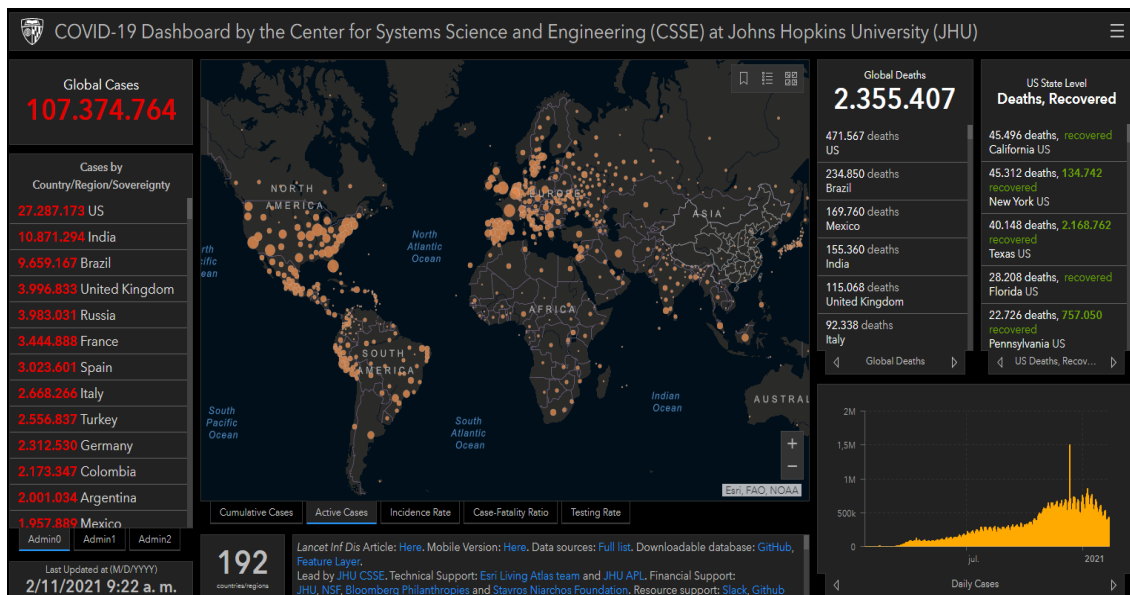 COVID-19 Dashboard by the Center for Systems Science and Engineering (CSSE) at Johns Hopkins University (JHU)
Global Cases
107.374.764
Cases by
Country/Region/Sovereignty
27.287.173 US
10.871.294 India
9.659.167 Brazil
3.996.833 United Kingdom
3.983.031 Russia
3.444.888 France
3.023.601 Spain
2.668.266 Italy
2.556.837 Turkey
2.312.530 Germany
2.173.347 Colombia
2.001.034 Argentina
1.957.889 Mexico
Admin0
Admin1
Admin2
Last Updated at (M/D/YYYY)
2/11/2021 9:22 a. m.
NORTH
AMERICA
North
Atlantic
Ocean
rth
ific
ean
EUROPE
ASIA
AFRICA
SOUTH
AMERICA
South
Pacific
Ocean
South
Atlantic
Ocean
Indian
Ocean
AUSTRAL
+
−
Esri, FAO, NOAA
Cumulative Cases
Active Cases
Incidence Rate
Case-Fatality Ratio
Testing Rate
192
countries/regions
Lancet Inf Dis Article: Here. Mobile Version: Here. Data sources: Full list. Downloadable database: GitHub,
Feature Layer.
Lead by JHU CSSE. Technical Support: Esri Living Atlas team and JHU APL. Financial Support:
JHU, NSF, Bloomberg Philanthropies and Stavros Niarchos Foundation. Resource support: Slack, Github
Global Deaths
2.355.407
471.567 deaths
US
234.850 deaths
Brazil
169.760 deaths
Mexico
155.360 deaths
India
115.068 deaths
United Kingdom
92.338 deaths
Italy
Global Deaths
US State Level
Deaths, Recovered
45.496 deaths, recovered
California US
45.312 deaths, 134.742
recovered
New York US
40.148 deaths, 2.168.762
recovered
Texas US
28.208 deaths, recovered
Florida US
22.726 deaths, 757.050
recovered
Pennsylvania US
US Deaths, Recov...
2M
1,5M
1M
500k
0
jul.
2021
Daily Cases